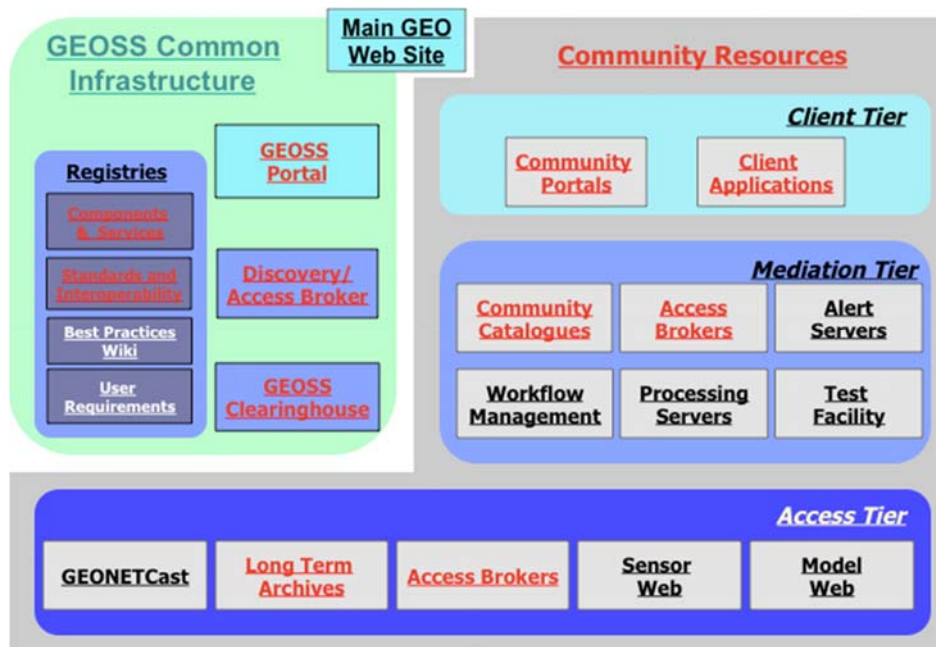 GEOSS Common
Infrastructure
Main GEO
Web Site
Registries
Components
& Services
Standards and
Interoperability
Best Practices
Wiki
User
Requirements
GEOSS
Portal
Discovery/
Access Broker
GEOSS
Clearinghouse
Community Resources
Client Tier
Community
Portals
Client
Applications
Mediation Tier
Community
Catalogues
Access
Brokers
Alert
Servers
Workflow
Management
Processing
Servers
Test
Facility
Access Tier
GEONETCast
Long Term
Archives
Access Brokers
Sensor
Web
Model
Web